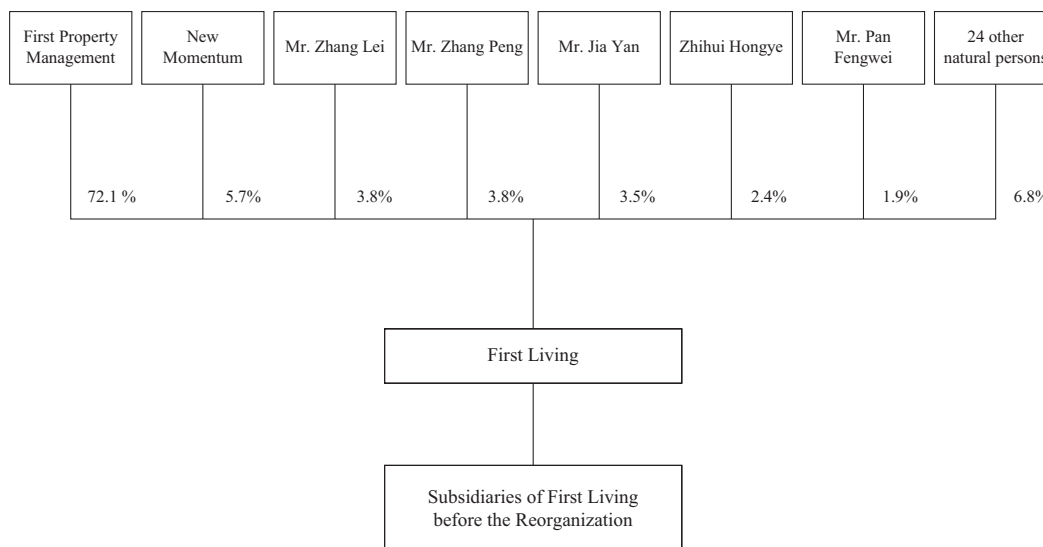 First Property
Management
New
Momentum
Mr. Zhang Lei
Mr. Zhang Peng
Mr. Jia Yan
Zhihui Hongye
Mr. Pan
Fengwei
24 other
natural persons
72.1 %
5.7%
3.8%
3.8%
3.5%
2.4%
1.9%
6.8%
First Living
Subsidiaries of First Living
before the Reorganization